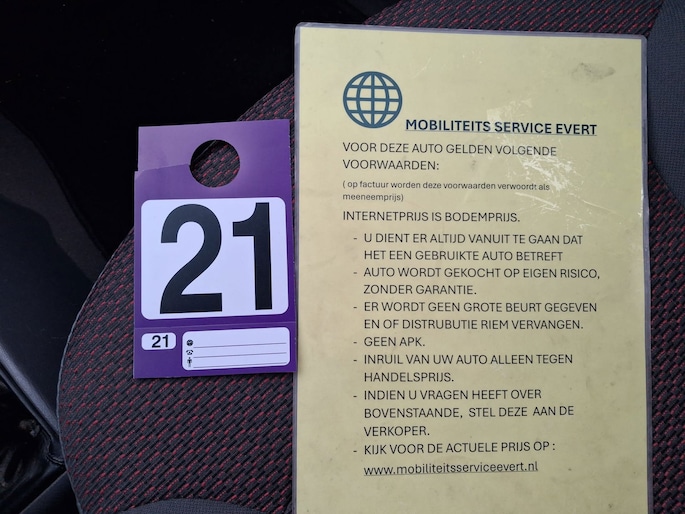 21
21
MOBILITEITS SERVICE EVERT
VOOR DEZE AUTO GELDEN VOLGENDE
VOORWAARDEN:
( op factuur worden deze voorwaarden verwoordt als
meeneemprijs)
INTERNETPRIJS IS BODEMPRIJS.
- U DIENT ER ALTIJD VANUIT TE GAAN DAT
HET EEN GEBRUIKTE AUTO BETREFT
- AUTO WORDT GEKOCHT OP EIGEN RISICO,
ZONDER GARANTIE.
- ER WORDT GEEN GROTE BEURT GEGEVEN
EN OF DISTRUBUTIE RIEM VERVANGEN.
- GEEN APK.
- INRUIL VAN UW AUTO ALLEEN TEGEN
HANDELSPRIJS.
- INDIEN U VRAGEN HEEFT OVER
BOVENSTAANDE, STEL DEZE AAN DE
VERKOPER.
- KIJK VOOR DE ACTUELE PRIJS OP :
www.mobiliteitsserviceevert.nl